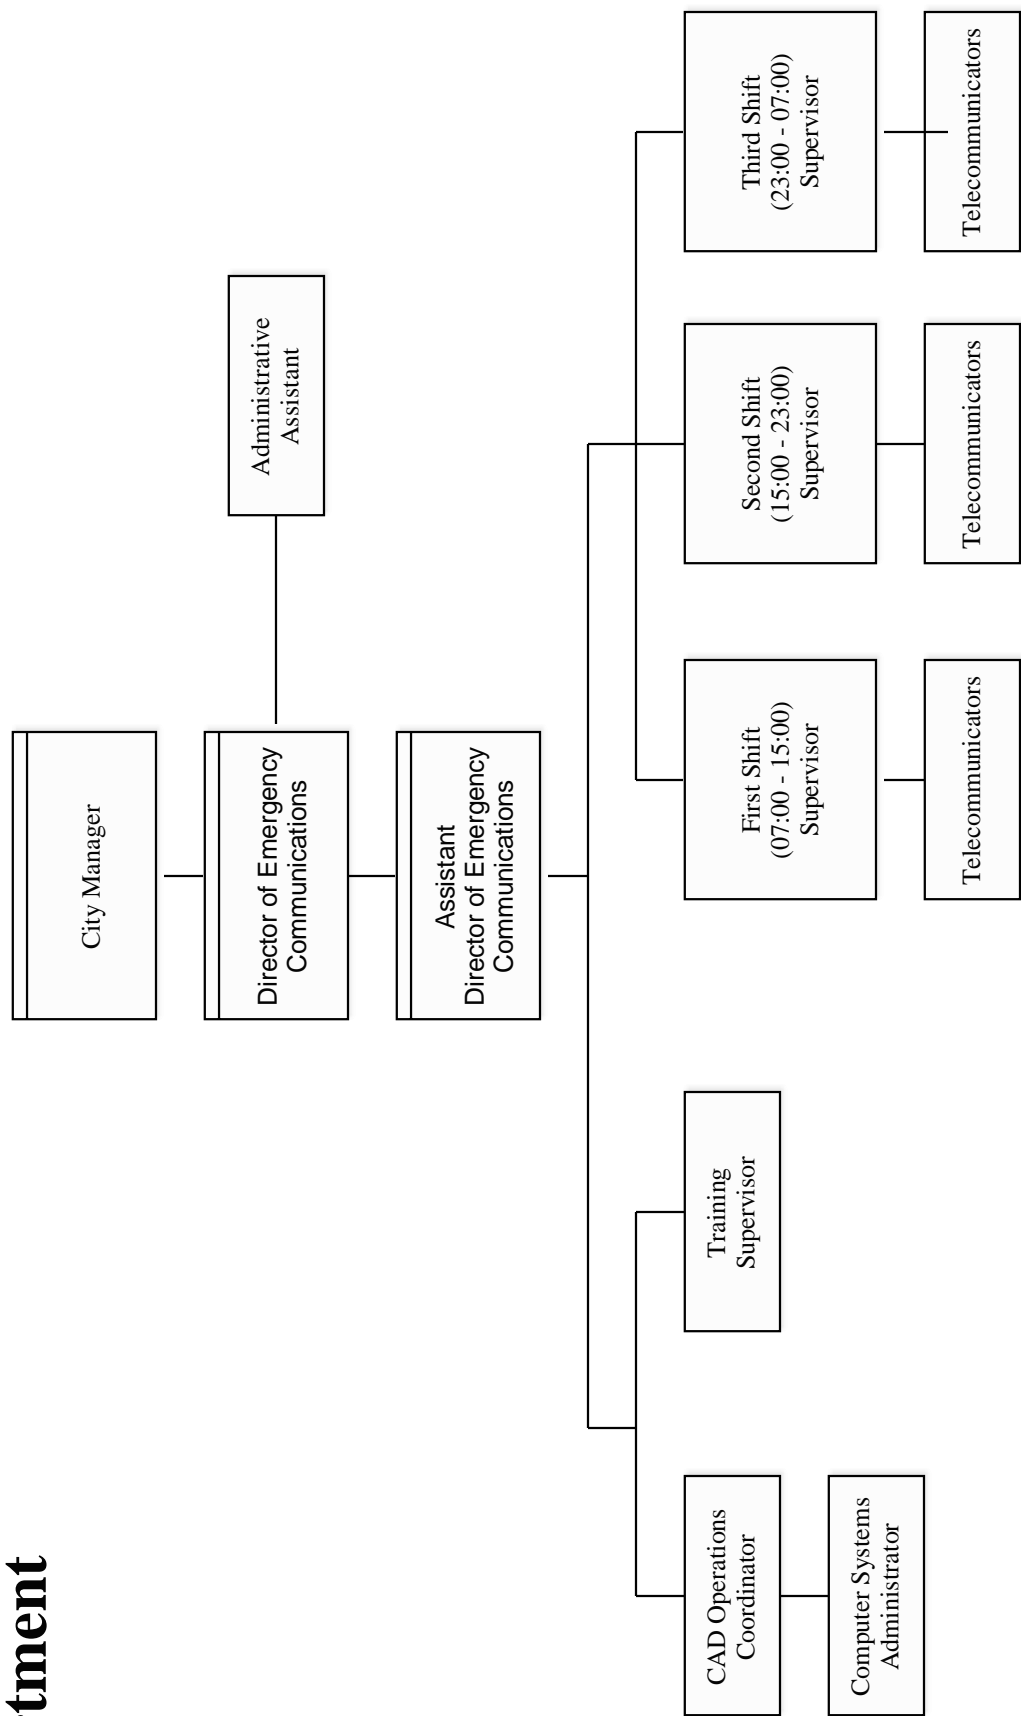 tment
City Manager
Director of Emergency
Communications
Administrative
Assistant
Assistant
Director of Emergency
Communications
CAD Operations
Coordinator
Training
Supervisor
First Shift
(07:00 - 15:00)
Supervisor
Second Shift
(15:00 - 23:00)
Supervisor
Third Shift
(23:00 - 07:00)
Supervisor
Computer Systems
Administrator
Telecommunicators
Telecommunicators
Telecommunicators